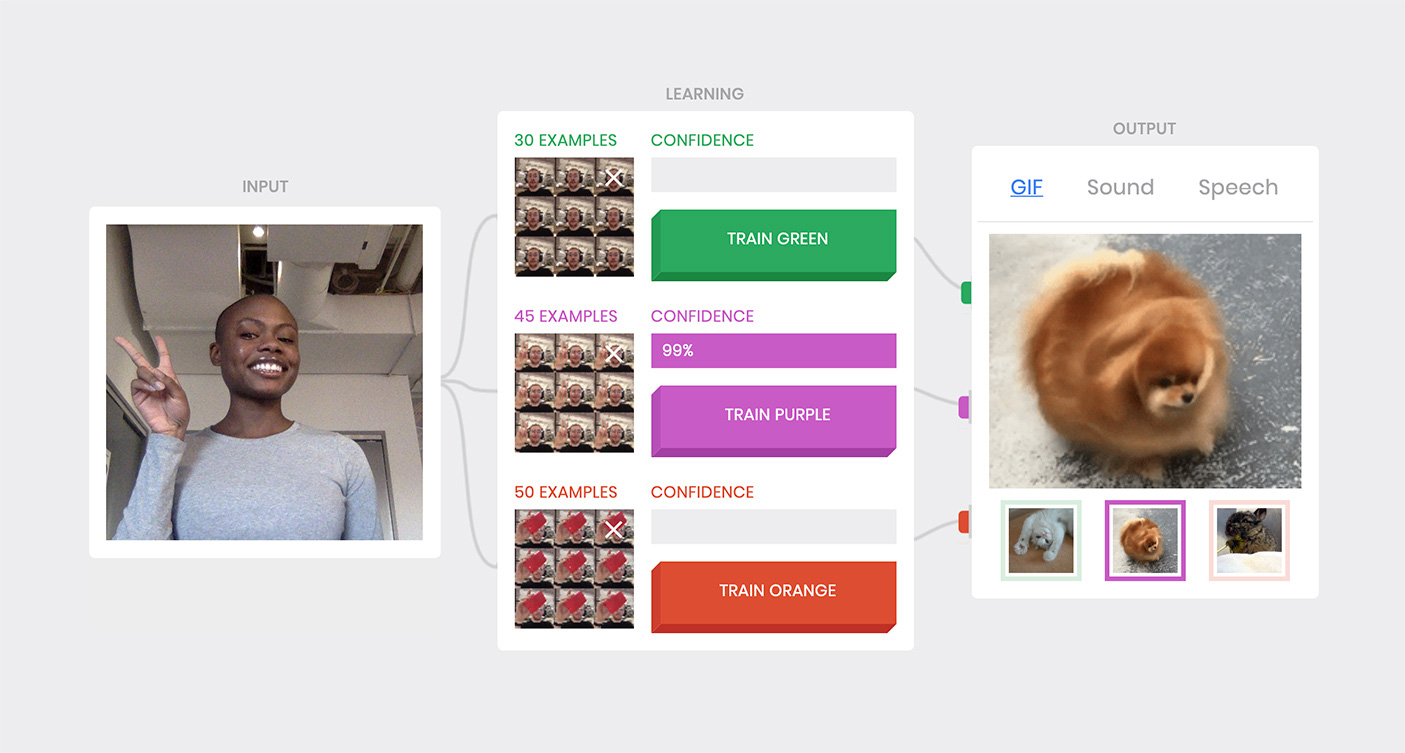 INPUT
LEARNING
30 EXAMPLES
CONFIDENCE
TRAIN GREEN
45 EXAMPLES
CONFIDENCE
99%
TRAIN PURPLE
50 EXAMPLES
CONFIDENCE
TRAIN ORANGE
OUTPUT
GIF Sound Speech